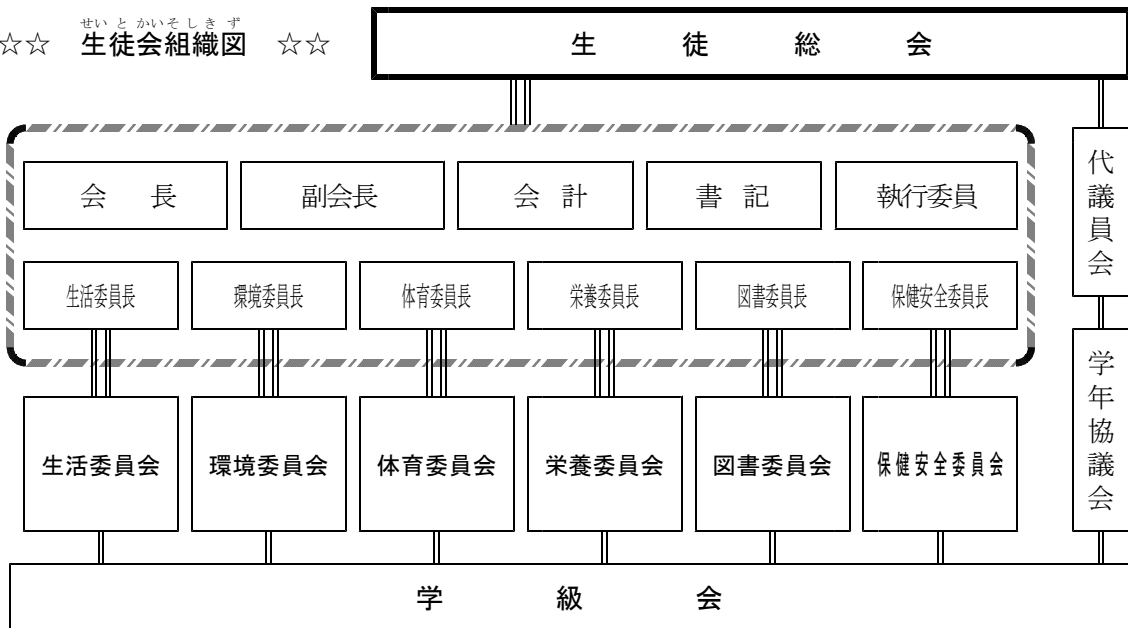 せいとかいそしきず
☆☆ 生徒会組織図 ☆☆
生徒総会
会長 副会長 会計 書記 執行委員
代議員会
生活委員長 環境委員長 体育委員長 栄養委員長 図書委員長 保健安全委員長
生活委員会 環境委員会 体育委員会 栄養委員会 図書委員会 保健安全委員会
学年協議会
学級会